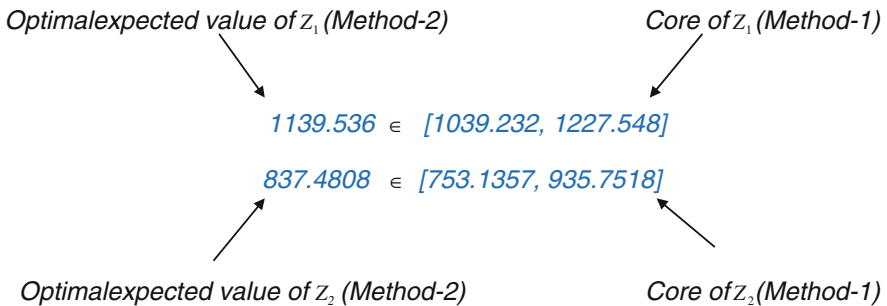 Optimalexpected value of Z₁ (Method-2) Core of Z₁ (Method-1)
1139.536 ∈ [1039.232, 1227.548]
837.4808 ∈ [753.1357, 935.7518]
Optimalexpected value of Z₂ (Method-2) Core of Z₂ (Method-1)